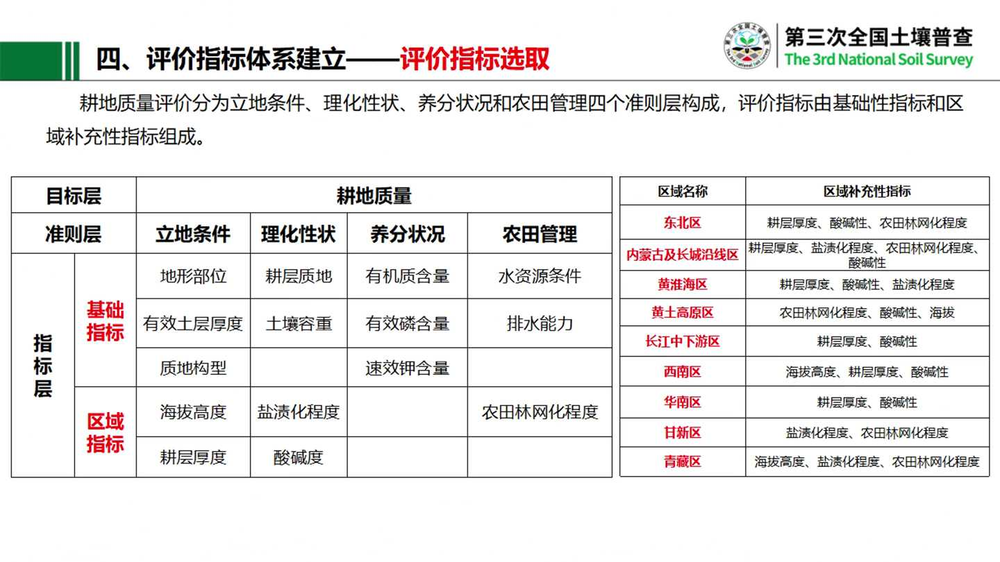 第三次全国土壤普查
The 3rd National Soil Survey
四、评价指标体系建立——评价指标选取
耕地质量评价分为立地条件、理化性状、养分状况和农田管理四个准则层构成，评价指标由基础性指标和区
域补充性指标组成。
目标层 耕地质量
准则层 立地条件 理化性状 养分状况 农田管理
指标层
基础指标
地形部位 耕层质地 有机质含量 水资源条件
有效土层厚度 土壤容重 有效磷含量 排水能力
质地构型 速效钾含量
区域指标
海拔高度 盐渍化程度 农田林网化程度
耕层厚度 酸碱度
区域名称 区域补充性指标
东北区 耕层厚度、酸碱性、农田林网化程度
内蒙古及长城沿线区 耕层厚度、盐渍化程度、农田林网化程度、
酸碱性
黄淮海区 耕层厚度、酸碱性、盐渍化程度
黄土高原区 农田林网化程度、酸碱性、海拔
长江中下游区 耕层厚度、酸碱性
西南区 海拔高度、耕层厚度、酸碱性
华南区 耕层厚度、酸碱性
甘新区 盐渍化程度、农田林网化程度
青藏区 海拔高度、盐渍化程度、农田林网化程度